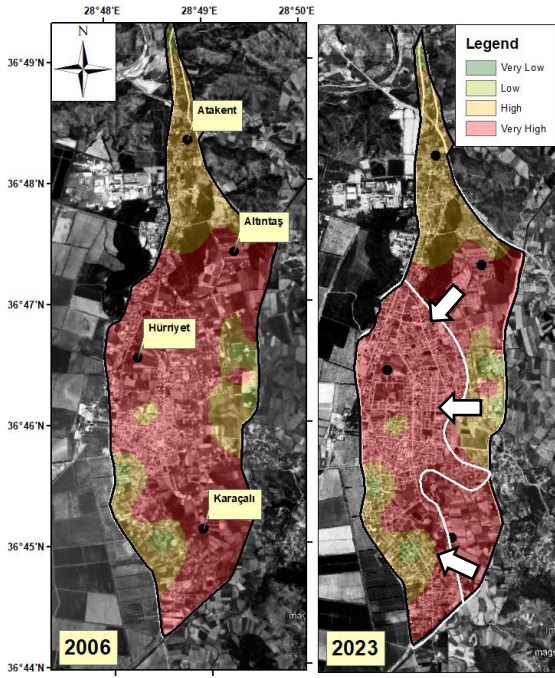 28°48'E 28°49'E 28°50'E
N
36°49'N
36°48'N
36°47'N
36°46'N
36°45'N
36°44'N
Atakent
Altıntaş
Hürriyet
Karaçalı
2006
Legend
Very Low
Low
High
Very High
2023